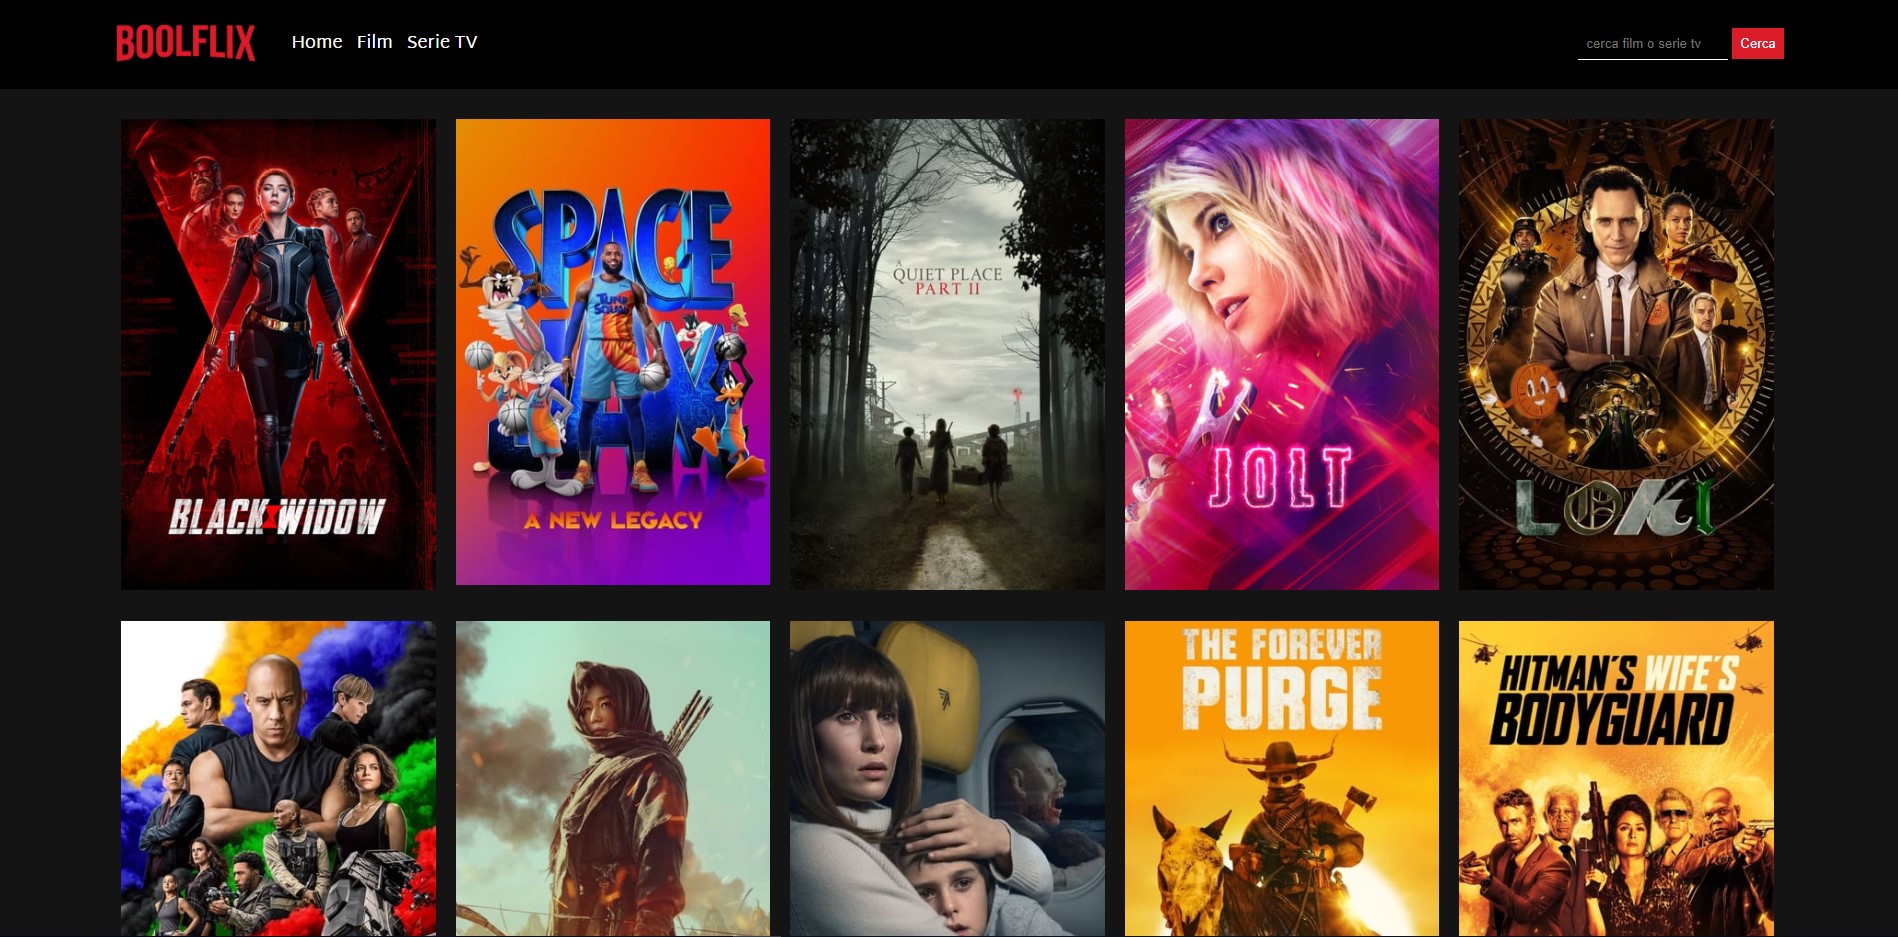 BOOLFLIX Home Film Serie TV cerca film o serie tv Cerca
BLACK WIDOW
SPACE
JAM
TUNE
SQUAD
A NEW LEGACY
A
QUIET PLACE
PART II
JOLT
LOKI
THE FOREVER
PURGE
HITMAN'S WIFE'S
BODYGUARD